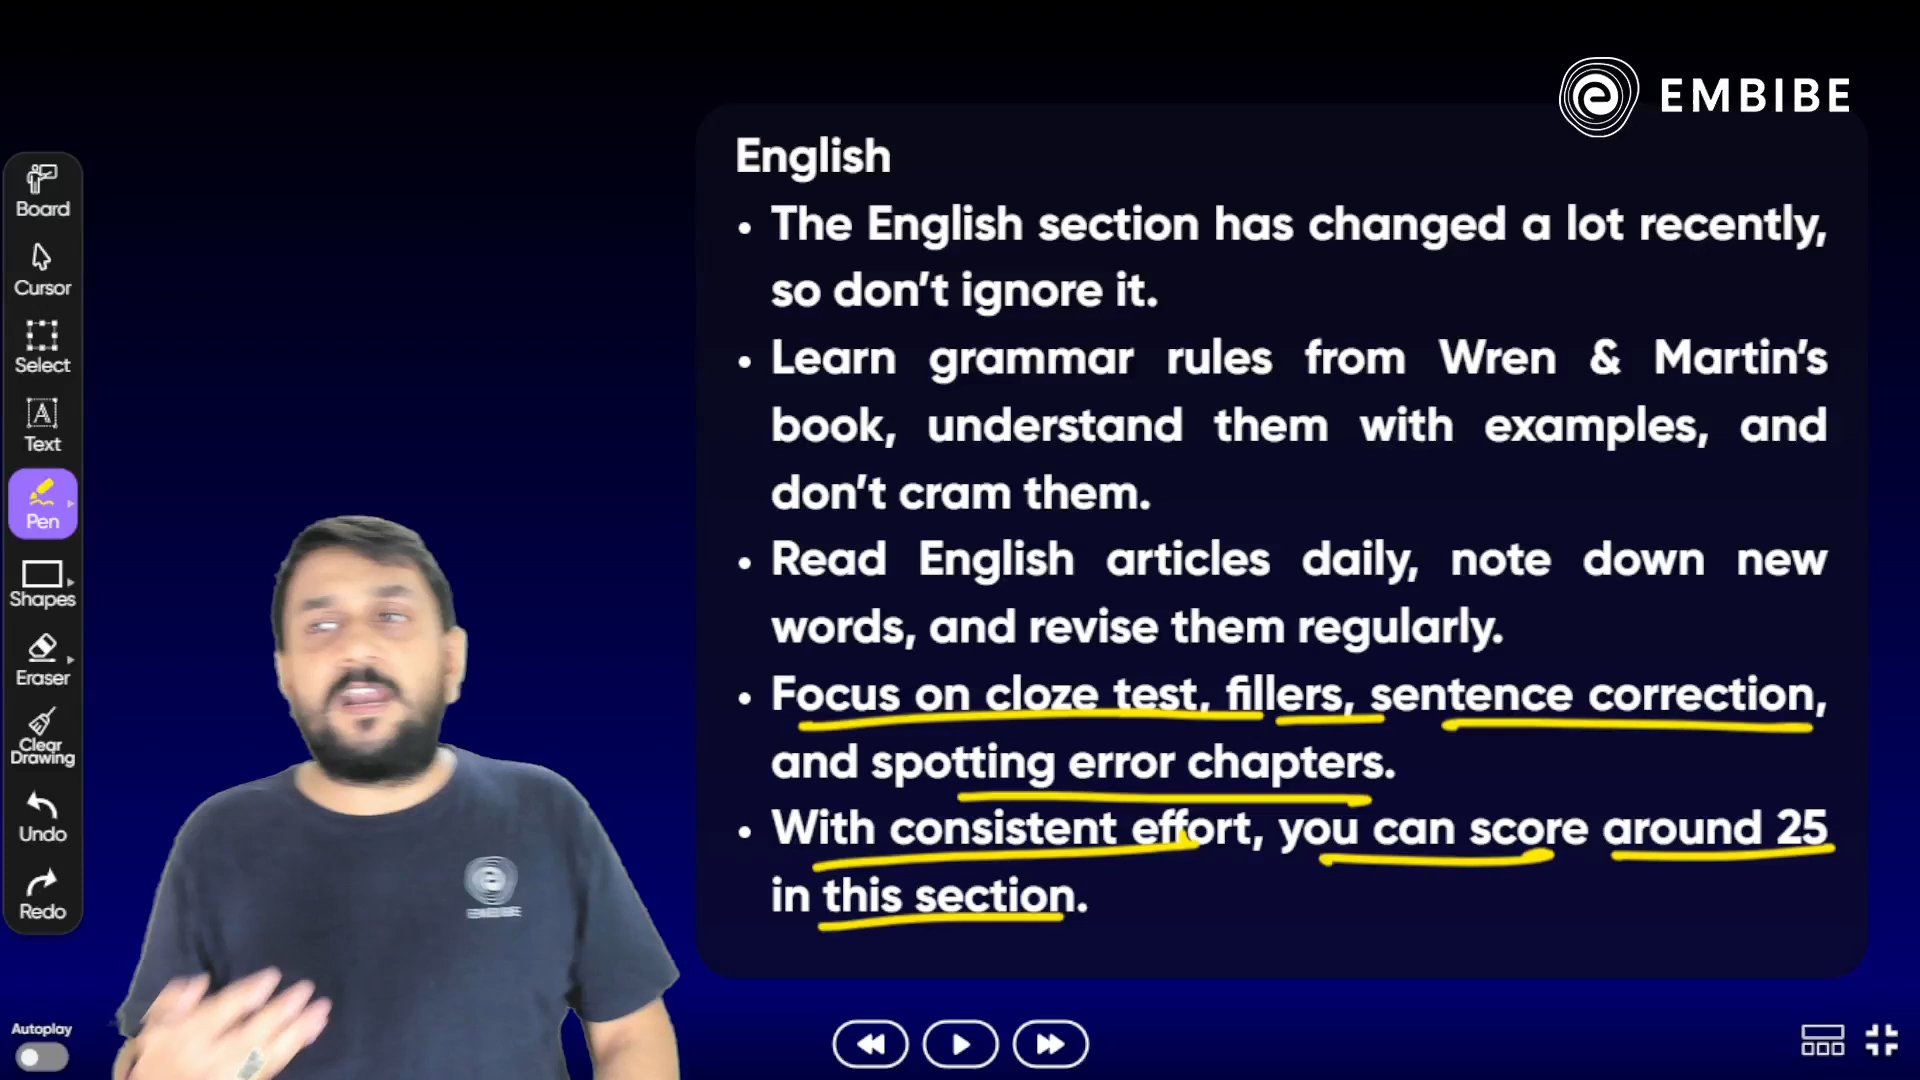 EMBIBE
English
• The English section has changed a lot recently,
so don't ignore it.
• Learn grammar rules from Wren & Martin's
book, understand them with examples, and
don't cram them.
• Read English articles daily, note down new
words, and revise them regularly.
• Focus on cloze test, fillers, sentence correction,
and spotting error chapters.
• With consistent effort, you can score around 25
in this section.
Board
Cursor
Select
Text
Pen
Shapes
Eraser
Clear
Drawing
Undo
Redo
Autoplay
EMBIBE